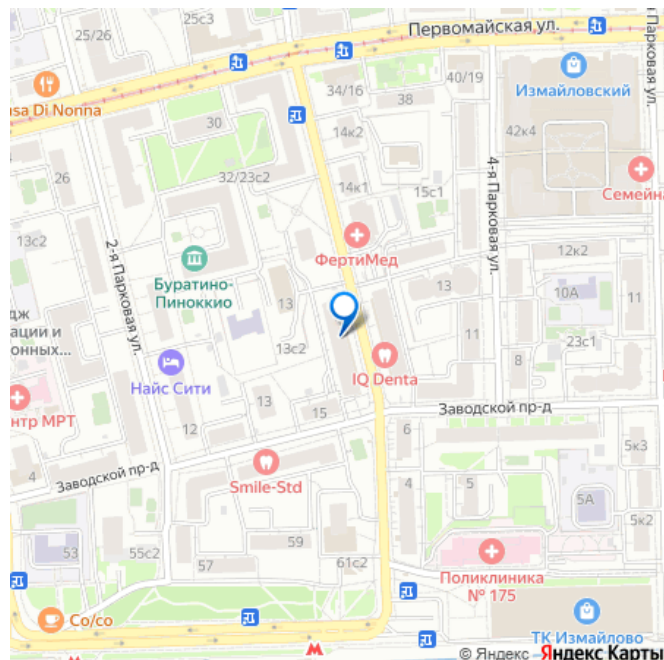 25/26
25с3
Первомайская ул.
Парковая ул.
sa Di Nonna
34/16
38
40/19
Измайловский
30
14к2
42к4
26
32/23с2
14к1
15с1
4-я Парковая ул.
Семейна
13с2
2-я Парковая ул.
ФертиМед
12к2
Буратино-
Пиноккио
13
13
10А
11
дж
ации и
онных...
13с2
11
23с1
8
Найс Сити
IQ Denta
нтр МРТ
13
15
Заводской пр-д
12
6
5к3
4
Заводской пр-д
Smile-Std
4
5
5А
5к2
53
55с2
59
57
61с2
Поликлиника
№ 175
Co/co
ТК Измайлово
© Яндекс Яндекс Карты